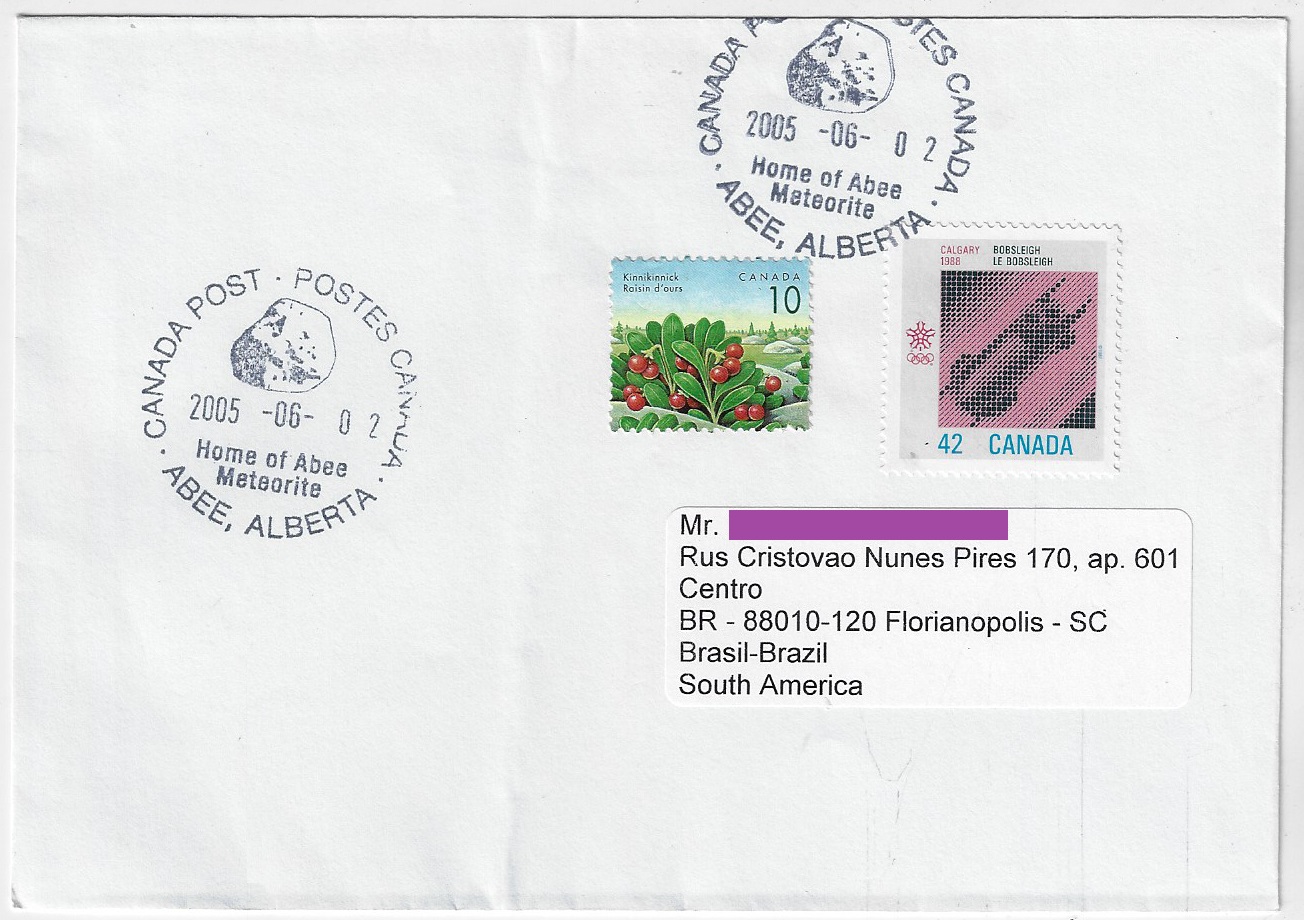 CANADA POST · POSTES CANADA ·
2005 -06- 0 2
Home of Abee
Meteorite
· ABEE, ALBERTA ·
CANADA POSTES CANADA
2005 -06- 0 2
Home of Abee
Meteorite
· ABEE, ALBERTA ·
Kinnikinnick
Raisin d'ours
CANADA
10
CALGARY
1988
BOBSLEIGH
LE BOBSLEIGH
42 CANADA
Mr.
Rus Cristovao Nunes Pires 170, ap. 601
Centro
BR - 88010-120 Florianopolis - SC
Brasil-Brazil
South America